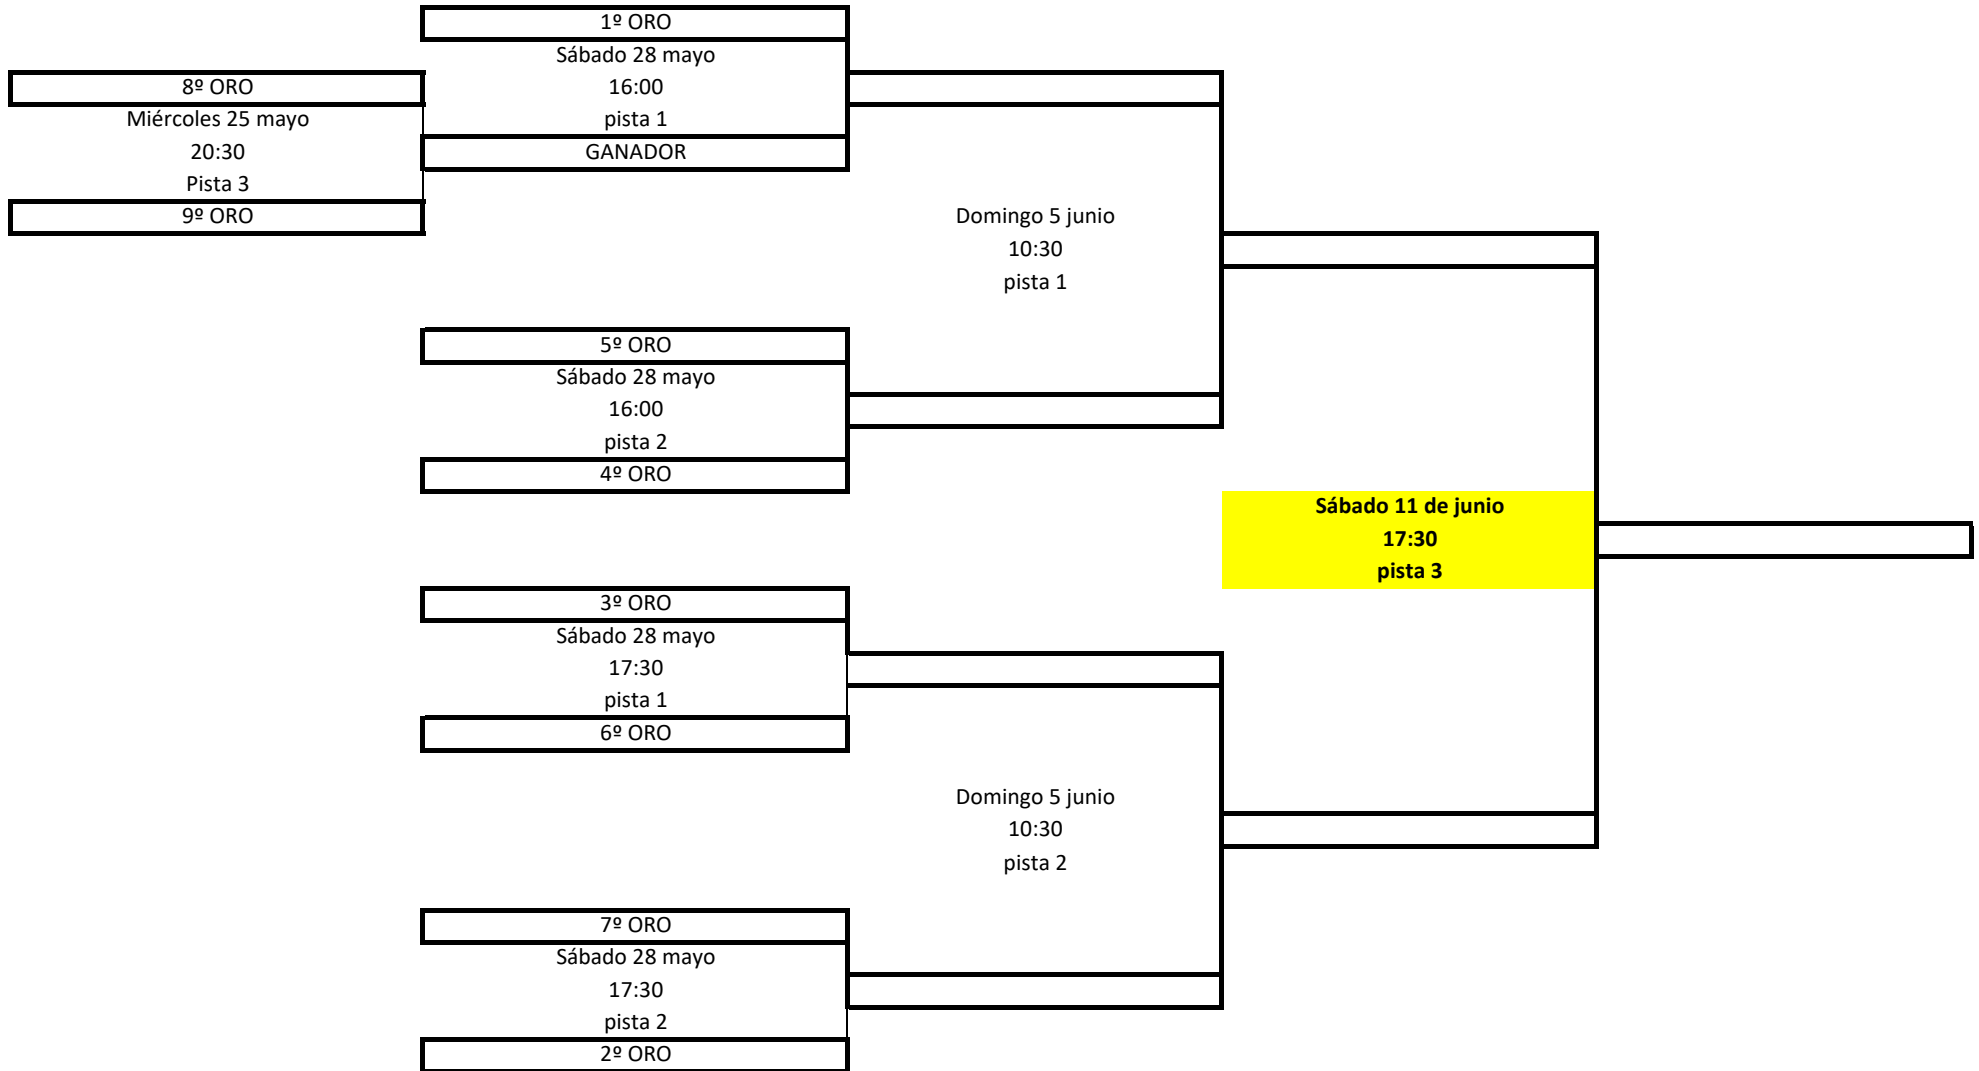 1º ORO
Sábado 28 mayo
16:00
pista 1
GANADOR
8º ORO
Miércoles 25 mayo
20:30
Pista 3
9º ORO
Domingo 5 junio
10:30
pista 1
5º ORO
Sábado 28 mayo
16:00
pista 2
4º ORO
Sábado 11 de junio
17:30
pista 3
3º ORO
Sábado 28 mayo
17:30
pista 1
6º ORO
Domingo 5 junio
10:30
pista 2
7º ORO
Sábado 28 mayo
17:30
pista 2
2º ORO